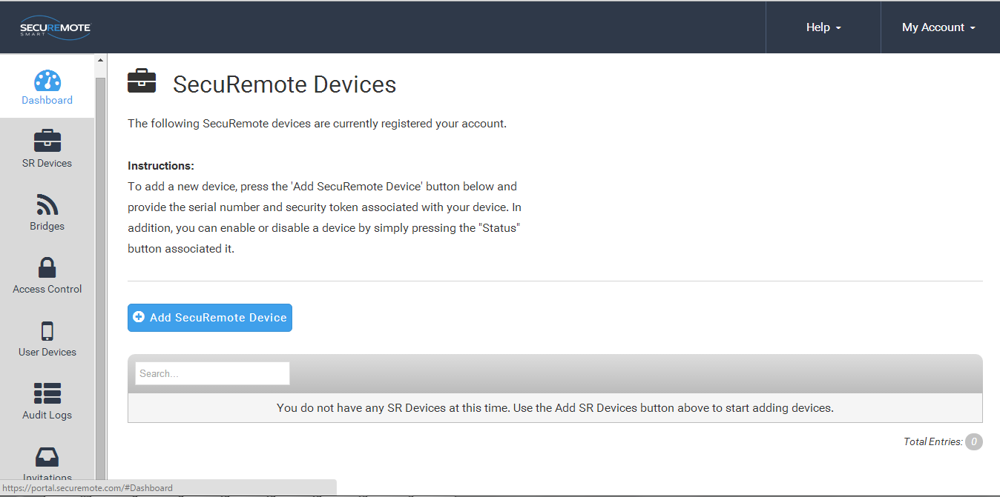 SECUREMOTE
SMART
Help
My Account
Dashboard
SR Devices
Bridges
Access Control
User Devices
Audit Logs
Invitations
SecuRemote Devices
The following SecuRemote devices are currently registered your account.
Instructions:
To add a new device, press the 'Add SecuRemote Device' button below and
provide the serial number and security token associated with your device. In
addition, you can enable or disable a device by simply pressing the "Status"
button associated it.
Add SecuRemote Device
Search...
You do not have any SR Devices at this time. Use the Add SR Devices button above to start adding devices.
Total Entries: 0
https://portal.securemote.com/#Dashboard